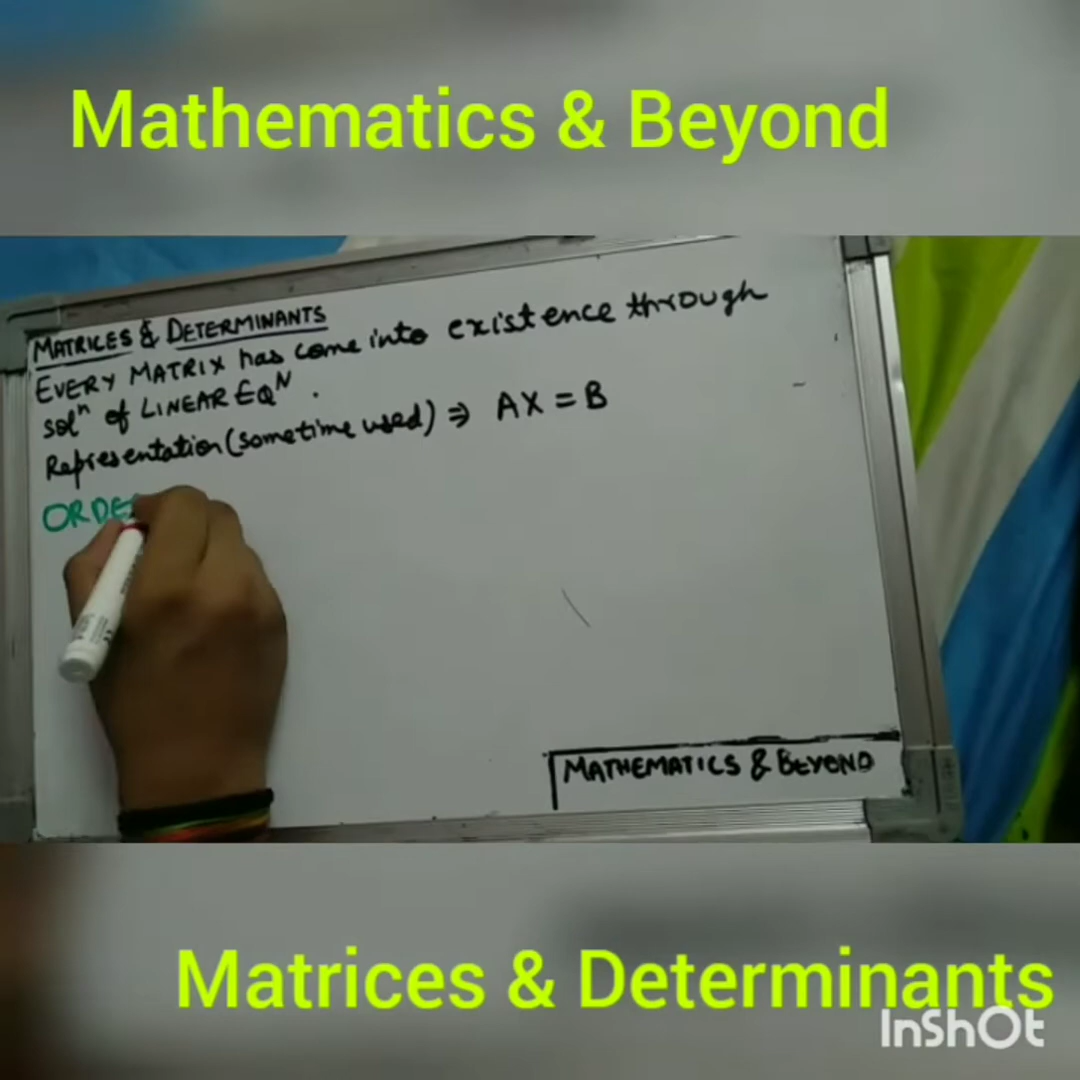 Mathematics & Beyond
MATRICES & DETERMINANTS
EVERY MATRIX has come into existence through
solⁿ of LINEAR EQᴺ.
Representation (sometime used) ⇒ AX = B
ORDE
MATHEMATICS & BEYOND
Matrices & Determinants
InShOt